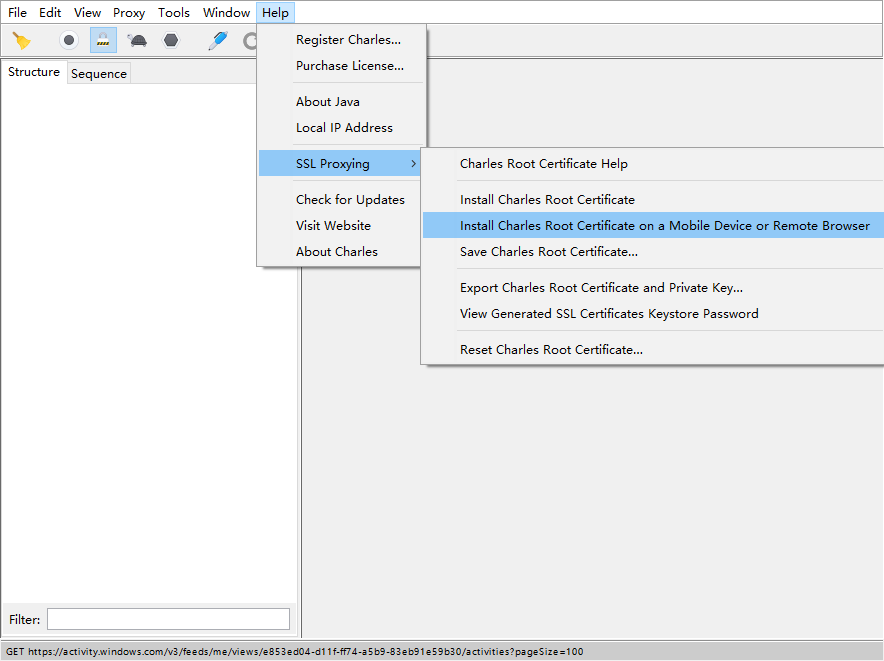 File Edit View Proxy Tools Window Help
Register Charles...
Purchase License...
About Java
Local IP Address
SSL Proxying
Check for Updates
Visit Website
About Charles
Charles Root Certificate Help
Install Charles Root Certificate
Install Charles Root Certificate on a Mobile Device or Remote Browser
Save Charles Root Certificate...
Export Charles Root Certificate and Private Key...
View Generated SSL Certificates Keystore Password
Reset Charles Root Certificate...
Structure Sequence
Filter:
GET https://activity.windows.com/v3/feeds/me/views/e853ed04-d11f-ff74-a5b9-83eb91e59b30/activities?pageSize=100